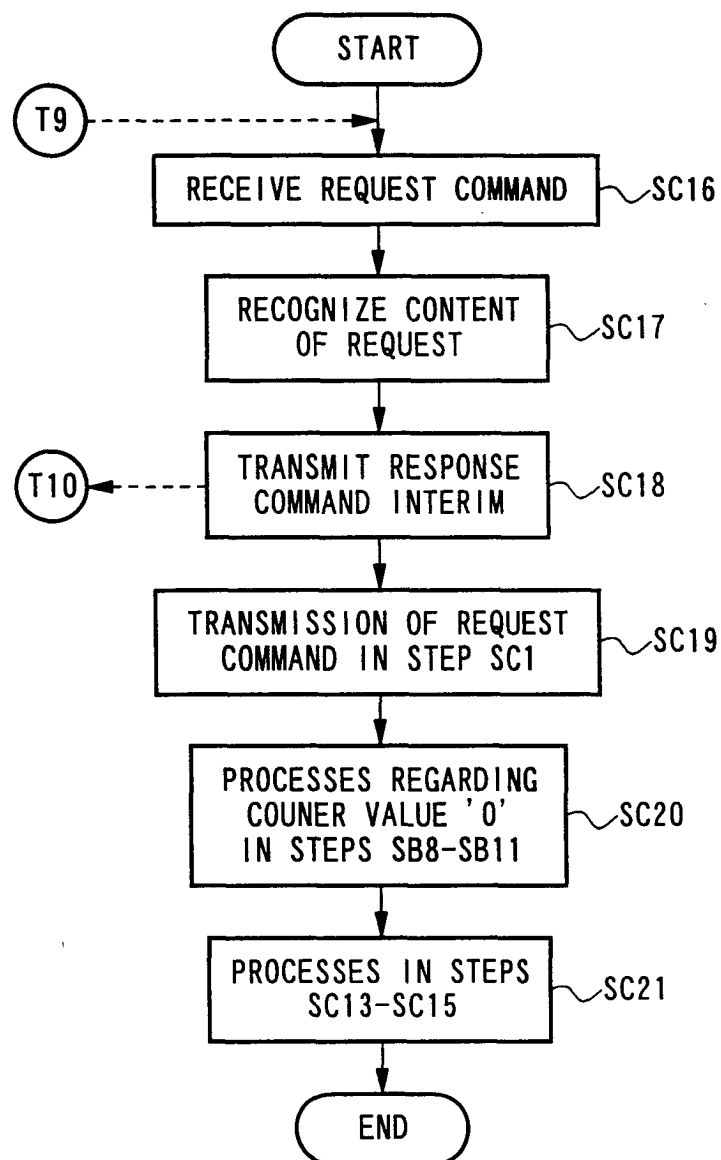 START
T9
RECEIVE REQUEST COMMAND
SC16
RECOGNIZE CONTENT
OF REQUEST
SC17
TRANSMIT RESPONSE
COMMAND INTERIM
SC18
T10
TRANSMISSION OF REQUEST
COMMAND IN STEP SC1
SC19
PROCESSES REGARDING
COUNER VALUE '0'
IN STEPS SB8-SB11
SC20
PROCESSES IN STEPS
SC13-SC15
SC21
END